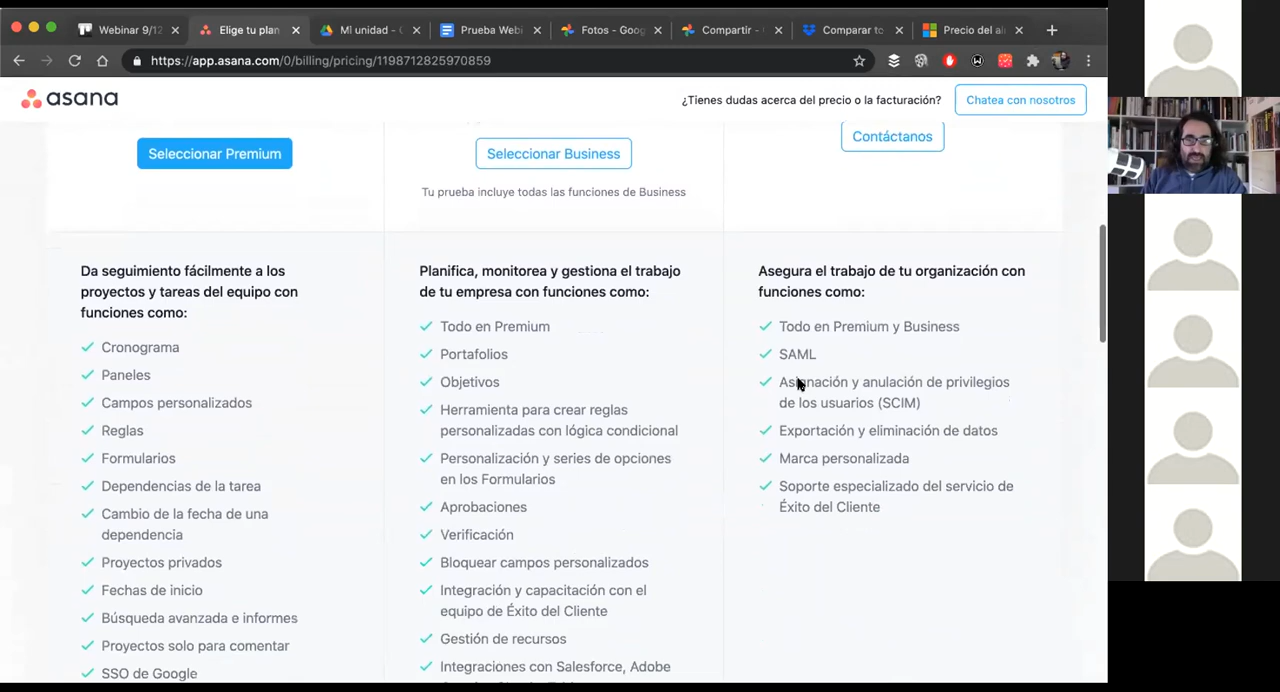 Webinar 9/12
Elige tu plan
Mi unidad -
Prueba Webi
Fotos - Goog
Compartir -
Comparar to
Precio del al
https://app.asana.com/0/billing/pricing/1198712825970859
asana
¿Tienes dudas acerca del precio o la facturación?
Chatea con nosotros
Seleccionar Premium
Seleccionar Business
Contáctanos
Tu prueba incluye todas las funciones de Business
Da seguimiento fácilmente a los
proyectos y tareas del equipo con
funciones como:
Cronograma
Paneles
Campos personalizados
Reglas
Formularios
Dependencias de la tarea
Cambio de la fecha de una
dependencia
Proyectos privados
Fechas de inicio
Búsqueda avanzada e informes
Proyectos solo para comentar
SSO de Google
Planifica, monitorea y gestiona el trabajo
de tu empresa con funciones como:
Todo en Premium
Portafolios
Objetivos
Herramienta para crear reglas
personalizadas con lógica condicional
Personalización y series de opciones
en los Formularios
Aprobaciones
Verificación
Bloquear campos personalizados
Integración y capacitación con el
equipo de Éxito del Cliente
Gestión de recursos
Integraciones con Salesforce, Adobe
Asegura el trabajo de tu organización con
funciones como:
Todo en Premium y Business
SAML
Asignación y anulación de privilegios
de los usuarios (SCIM)
Exportación y eliminación de datos
Marca personalizada
Soporte especializado del servicio de
Éxito del Cliente